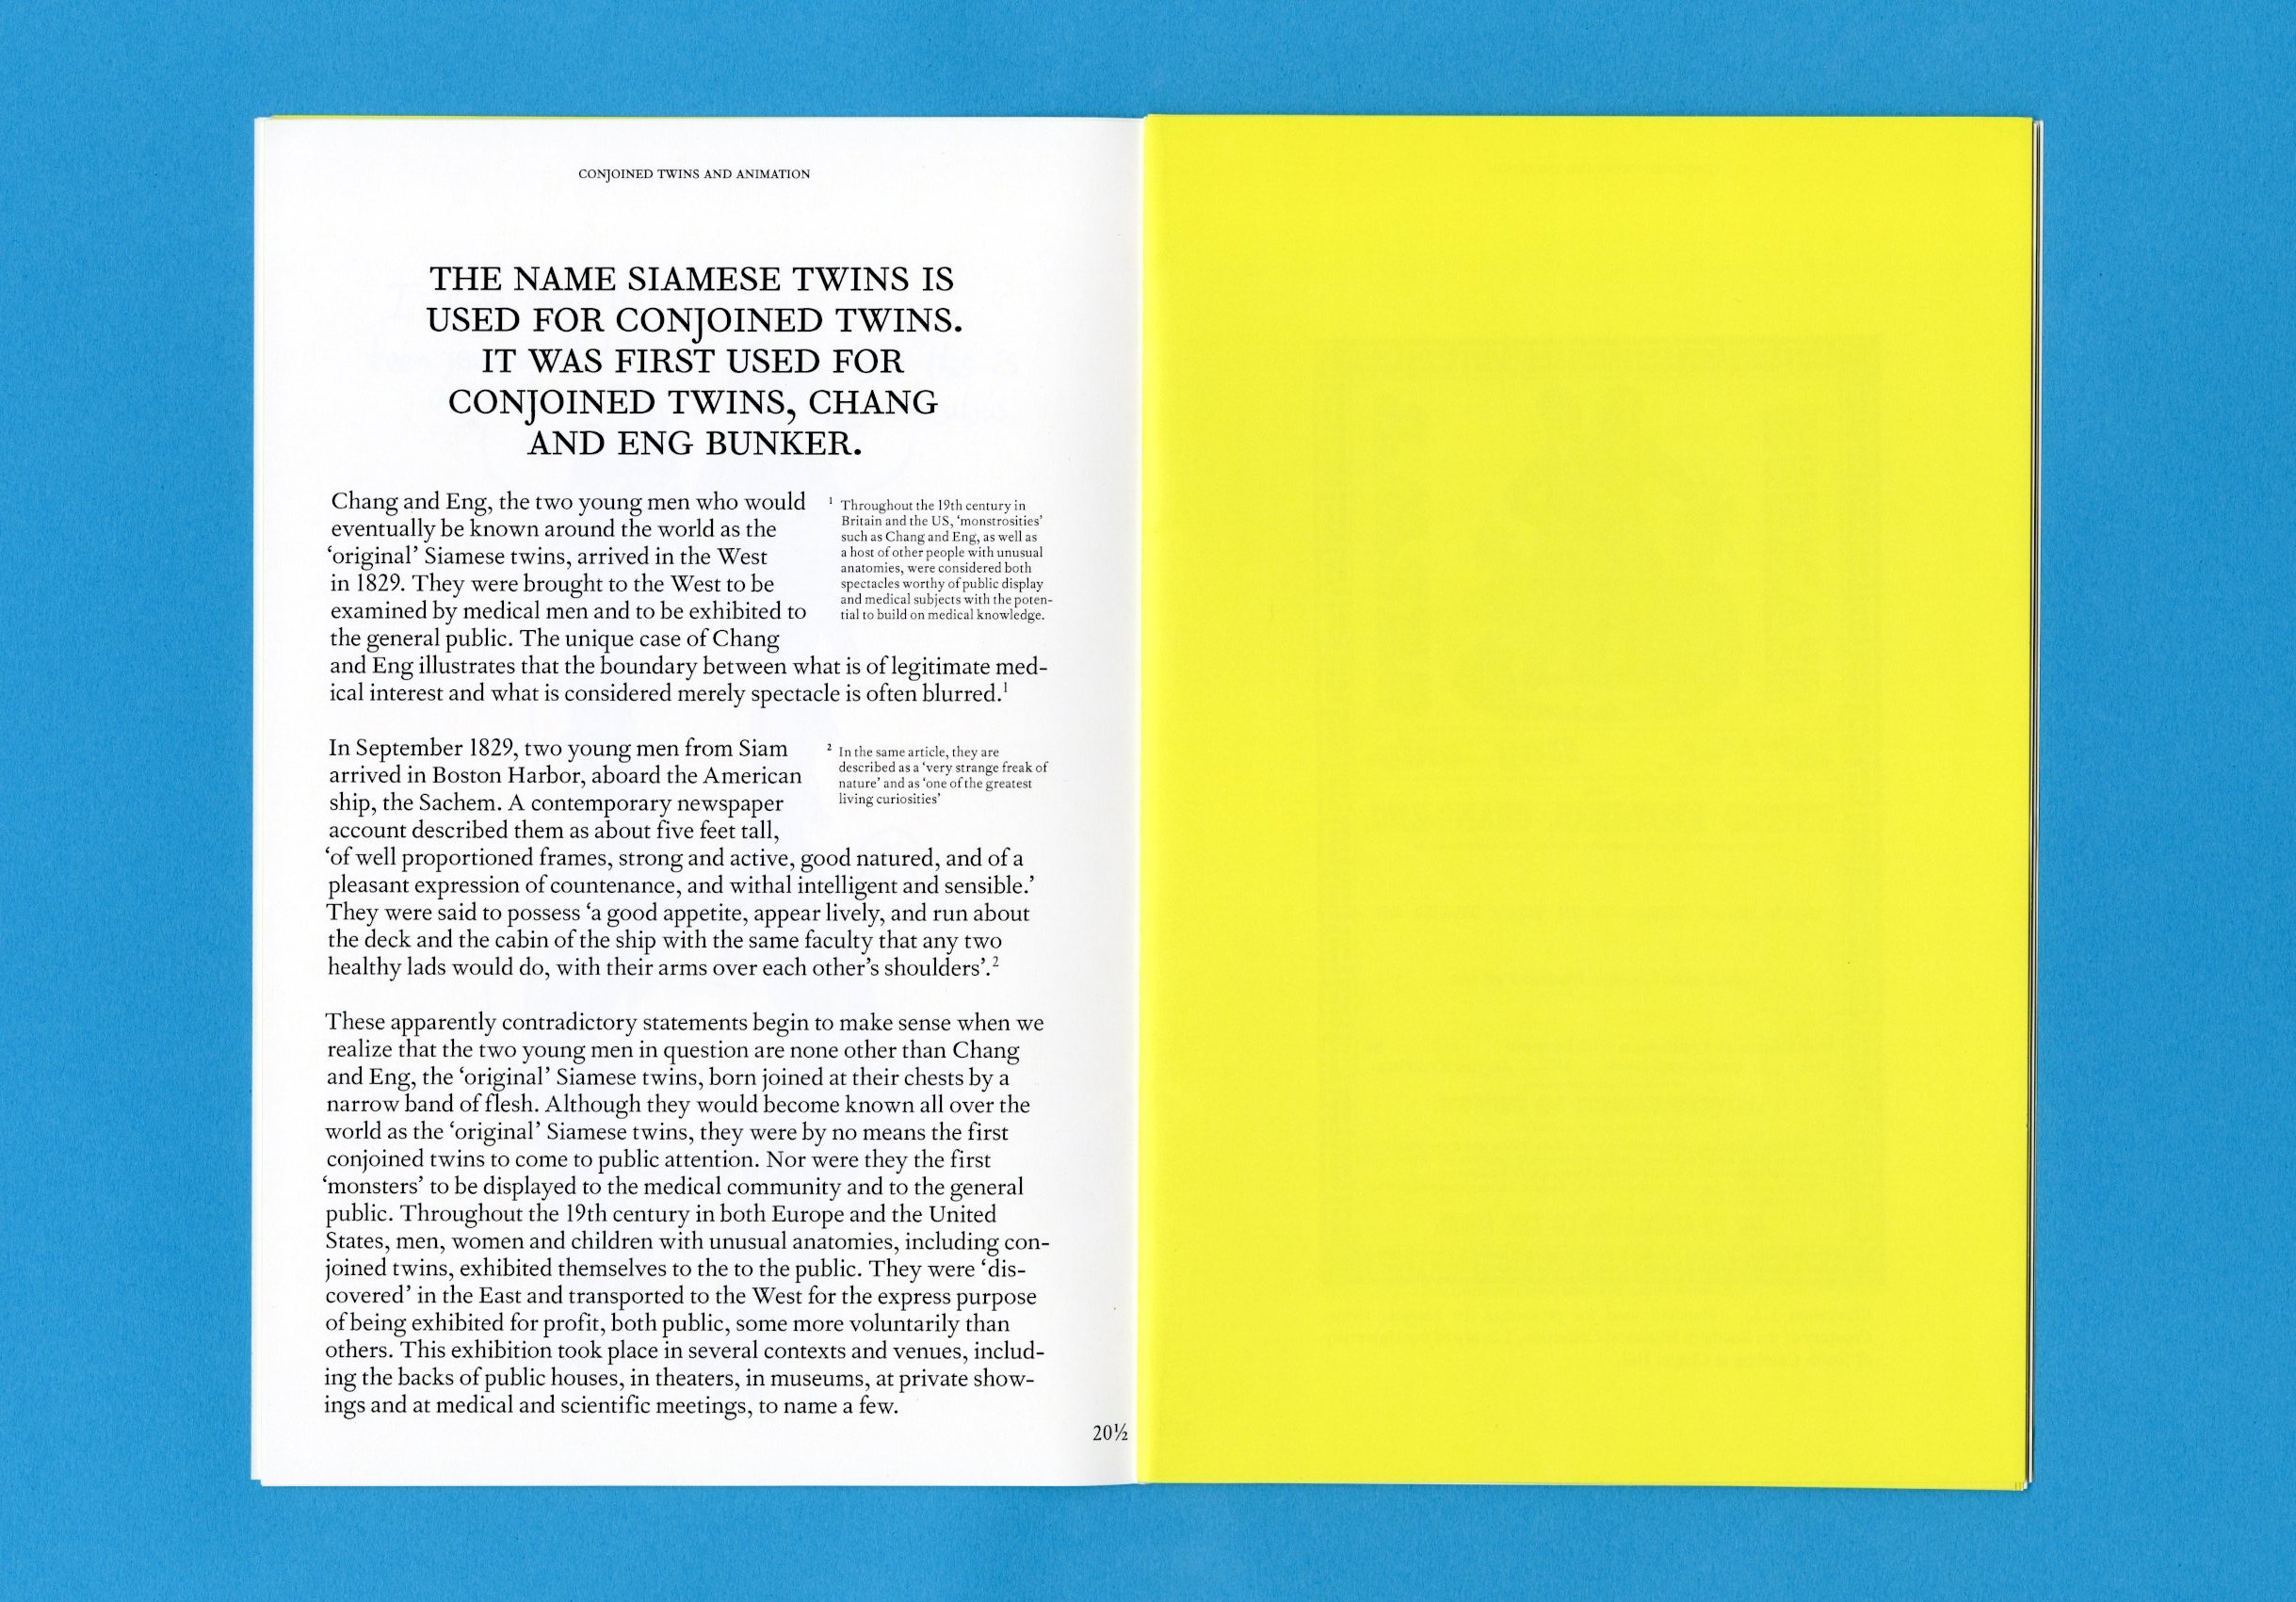 CONJOINED TWINS AND ANIMATION
THE NAME SIAMESE TWINS IS
USED FOR CONJOINED TWINS.
IT WAS FIRST USED FOR
CONJOINED TWINS, CHANG
AND ENG BUNKER.
Chang and Eng, the two young men who would
eventually be known around the world as the
‘original’ Siamese twins, arrived in the West
in 1829. They were brought to the West to be
examined by medical men and to be exhibited to
the general public. The unique case of Chang
and Eng illustrates that the boundary between what is of legitimate med-
ical interest and what is considered merely spectacle is often blurred.¹
¹ Throughout the 19th century in
Britain and the US, ‘monstrosities’
such as Chang and Eng, as well as
a host of other people with unusual
anatomies, were considered both
spectacles worthy of public display
and medical subjects with the poten-
tial to build on medical knowledge.
In September 1829, two young men from Siam
arrived in Boston Harbor, aboard the American
ship, the Sachem. A contemporary newspaper
account described them as about five feet tall,
‘of well proportioned frames, strong and active, good natured, and of a
pleasant expression of countenance, and withal intelligent and sensible.’
They were said to possess ‘a good appetite, appear lively, and run about
the deck and the cabin of the ship with the same faculty that any two
healthy lads would do, with their arms over each other’s shoulders’.²
² In the same article, they are
described as a ‘very strange freak of
nature’ and as ‘one of the greatest
living curiosities’
These apparently contradictory statements begin to make sense when we
realize that the two young men in question are none other than Chang
and Eng, the ‘original’ Siamese twins, born joined at their chests by a
narrow band of flesh. Although they would become known all over the
world as the ‘original’ Siamese twins, they were by no means the first
conjoined twins to come to public attention. Nor were they the first
‘monsters’ to be displayed to the medical community and to the general
public. Throughout the 19th century in both Europe and the United
States, men, women and children with unusual anatomies, including con-
joined twins, exhibited themselves to the to the public. They were ‘dis-
covered’ in the East and transported to the West for the express purpose
of being exhibited for profit, both public, some more voluntarily than
others. This exhibition took place in several contexts and venues, includ-
ing the backs of public houses, in theaters, in museums, at private show-
ings and at medical and scientific meetings, to name a few.
20½